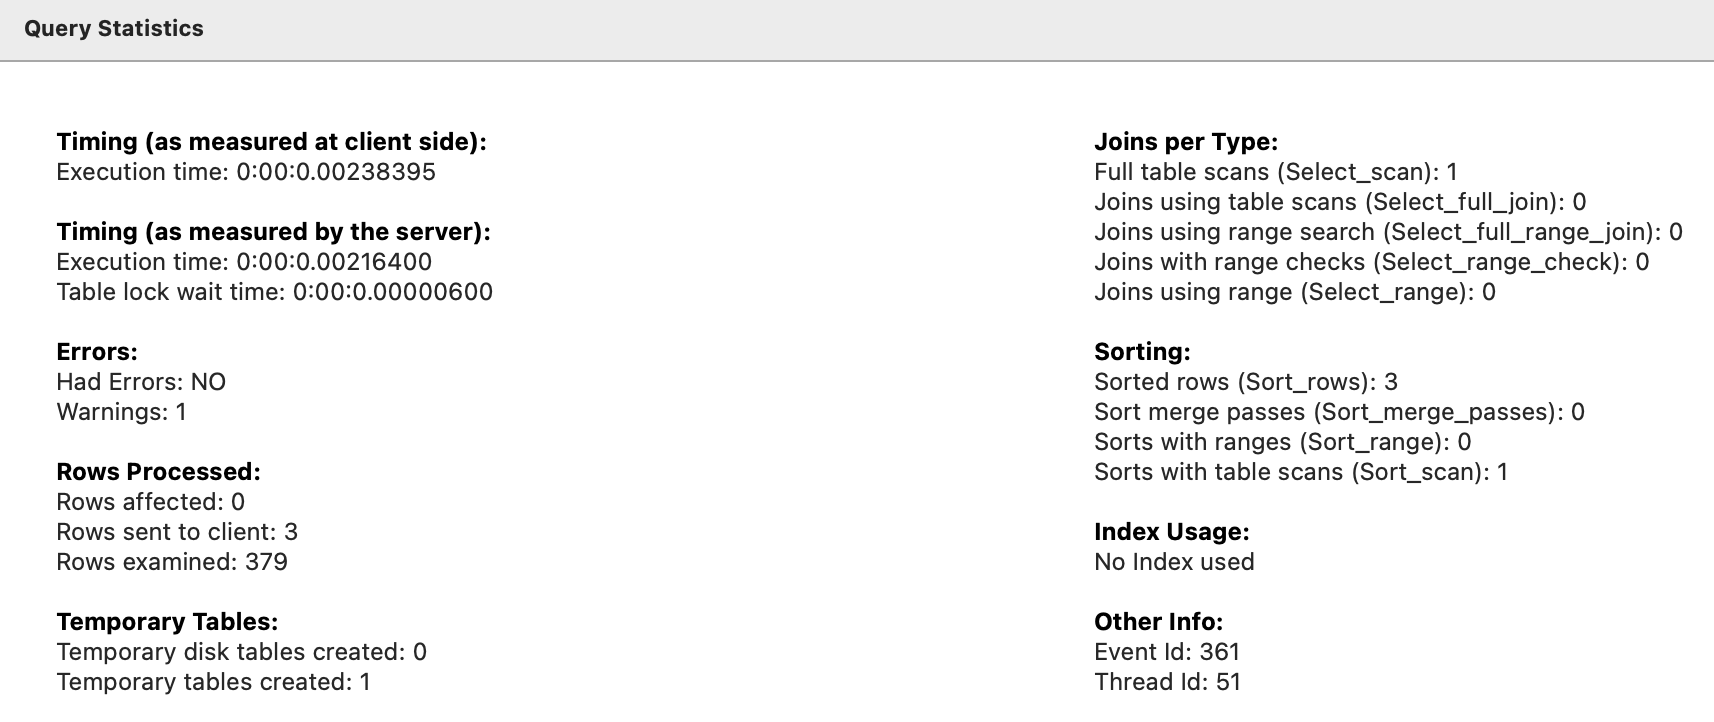 Query Statistics
Timing (as measured at client side):
Execution time: 0:00:0.00238395
Timing (as measured by the server):
Execution time: 0:00:0.00216400
Table lock wait time: 0:00:0.00000600
Errors:
Had Errors: NO
Warnings: 1
Rows Processed:
Rows affected: 0
Rows sent to client: 3
Rows examined: 379
Temporary Tables:
Temporary disk tables created: 0
Temporary tables created: 1
Joins per Type:
Full table scans (Select_scan): 1
Joins using table scans (Select_full_join): 0
Joins using range search (Select_full_range_join): 0
Joins with range checks (Select_range_check): 0
Joins using range (Select_range): 0
Sorting:
Sorted rows (Sort_rows): 3
Sort merge passes (Sort_merge_passes): 0
Sorts with ranges (Sort_range): 0
Sorts with table scans (Sort_scan): 1
Index Usage:
No Index used
Other Info:
Event Id: 361
Thread Id: 51